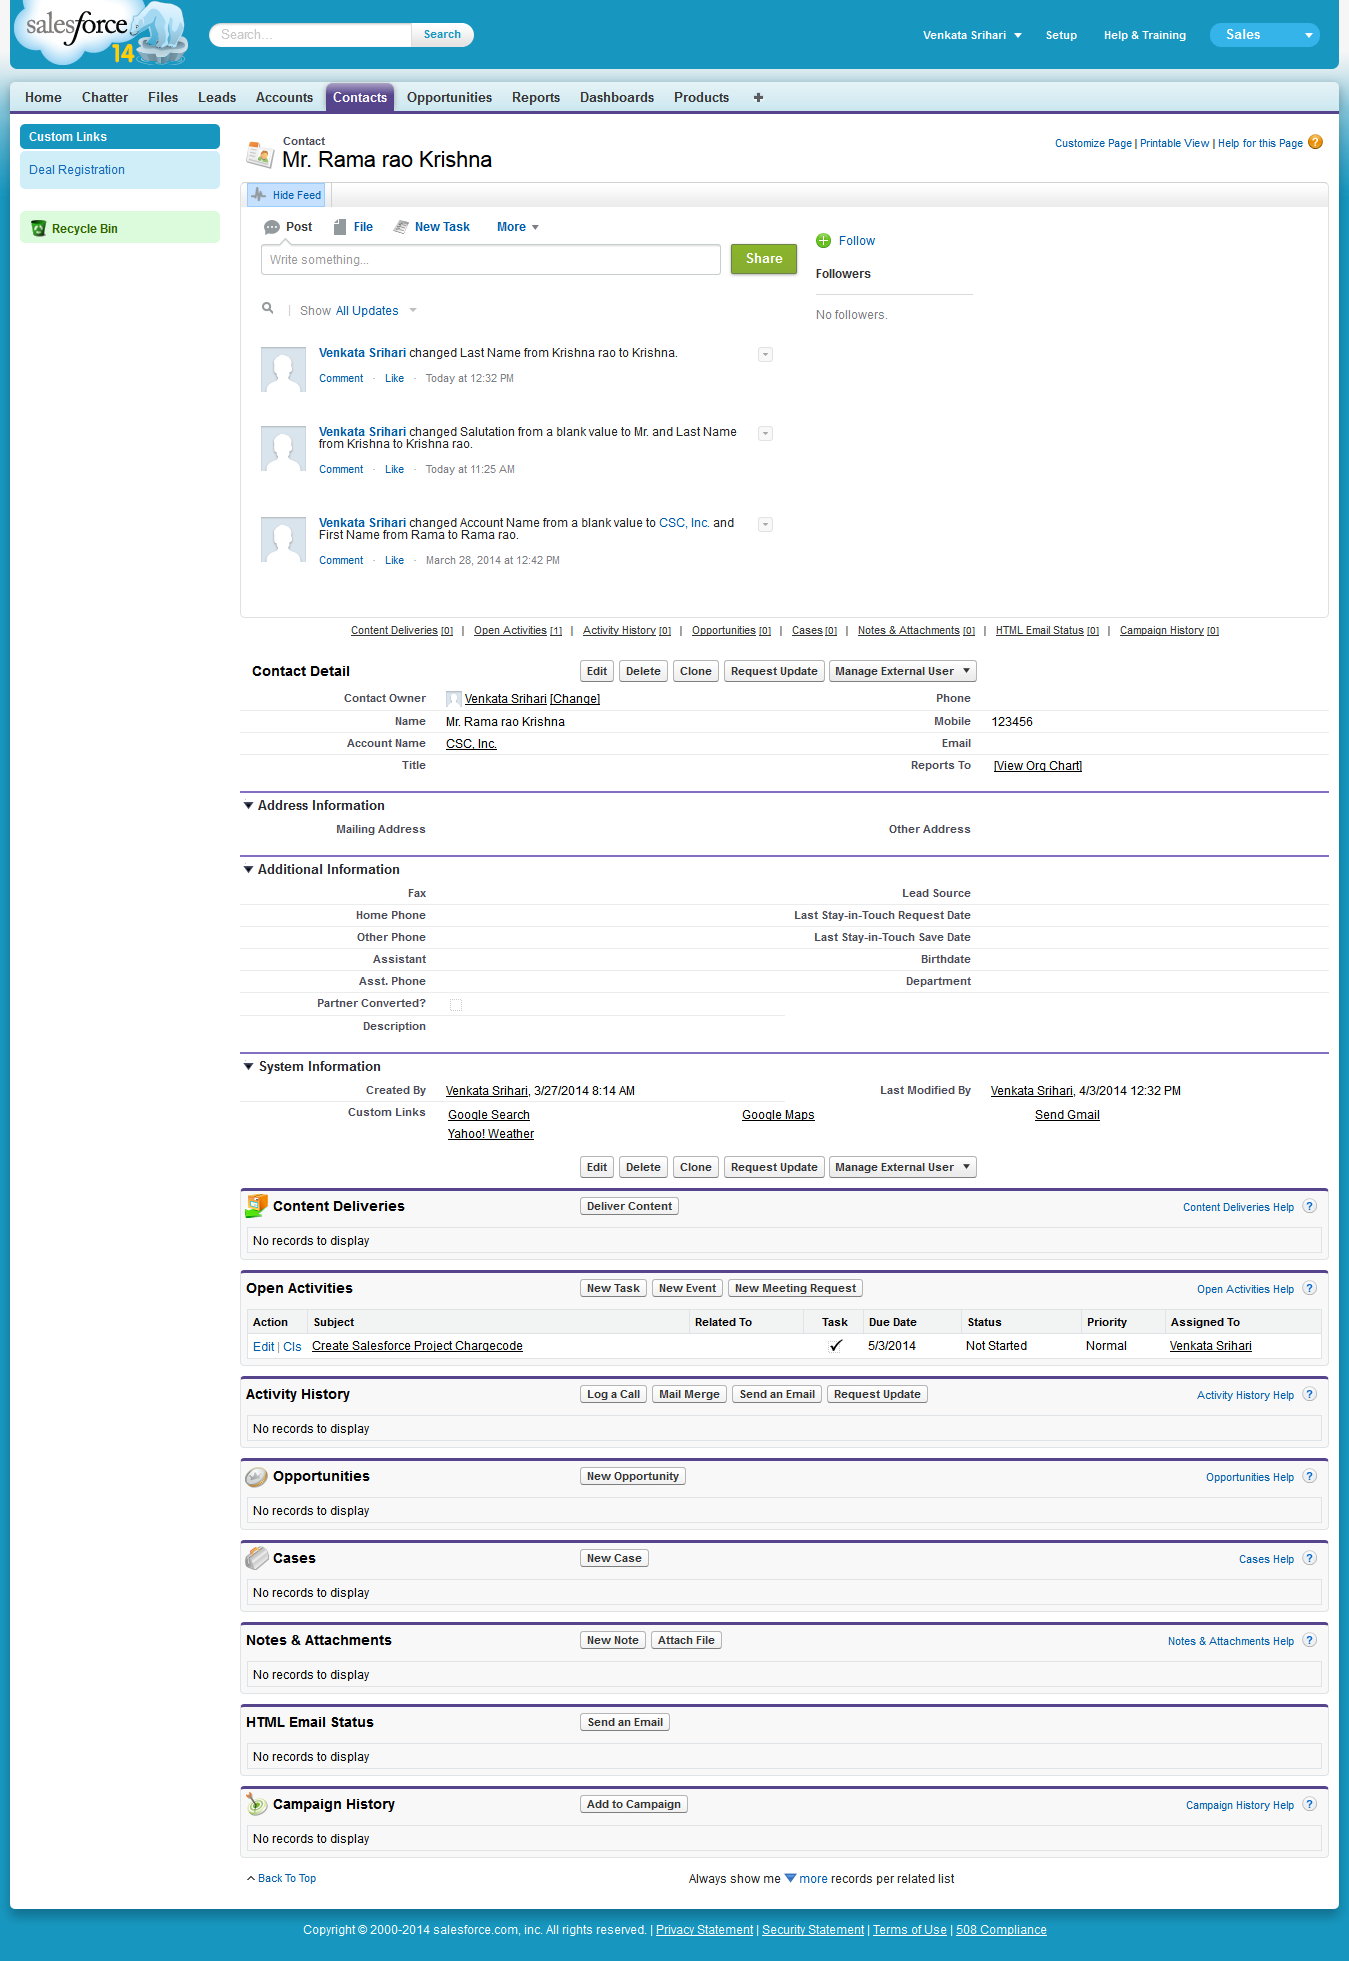 salesforce
14
Search...
Search
Venkata Srihari
Setup
Help & Training
Sales
Home Chatter Files Leads Accounts Contacts Opportunities Reports Dashboards Products +
Custom Links
Deal Registration
Recycle Bin
Contact
Mr. Rama rao Krishna
Customize Page | Printable View | Help for this Page ?
Hide Feed
Post File New Task More
Write something...
Share
Follow
Followers
No followers.
Show All Updates
Venkata Srihari changed Last Name from Krishna rao to Krishna.
Comment · Like · Today at 12:32 PM
Venkata Srihari changed Salutation from a blank value to Mr. and Last Name
from Krishna to Krishna rao.
Comment · Like · Today at 11:25 AM
Venkata Srihari changed Account Name from a blank value to CSC, Inc. and
First Name from Rama to Rama rao.
Comment · Like · March 28, 2014 at 12:42 PM
Content Deliveries [0] | Open Activities [1] | Activity History [0] | Opportunities [0] | Cases [0] | Notes & Attachments [0] | HTML Email Status [0] | Campaign History [0]
Contact Detail
Edit Delete Clone Request Update Manage External User
Contact Owner Venkata Srihari [Change] Phone
Name Mr. Rama rao Krishna Mobile 123456
Account Name CSC, Inc. Email
Title Reports To [View Org Chart]
Address Information
Mailing Address Other Address
Additional Information
Fax Lead Source
Home Phone Last Stay-in-Touch Request Date
Other Phone Last Stay-in-Touch Save Date
Assistant Birthdate
Asst. Phone Department
Partner Converted?
Description
System Information
Created By Venkata Srihari, 3/27/2014 8:14 AM Last Modified By Venkata Srihari, 4/3/2014 12:32 PM
Custom Links Google Search Google Maps Send Gmail
Yahoo! Weather
Edit Delete Clone Request Update Manage External User
Content Deliveries Deliver Content Content Deliveries Help ?
No records to display
Open Activities New Task New Event New Meeting Request Open Activities Help ?
Action Subject Related To Task Due Date Status Priority Assigned To
Edit | Cls Create Salesforce Project Chargecode 5/3/2014 Not Started Normal Venkata Srihari
Activity History Log a Call Mail Merge Send an Email Request Update Activity History Help ?
No records to display
Opportunities New Opportunity Opportunities Help ?
No records to display
Cases New Case Cases Help ?
No records to display
Notes & Attachments New Note Attach File Notes & Attachments Help ?
No records to display
HTML Email Status Send an Email
No records to display
Campaign History Add to Campaign Campaign History Help ?
No records to display
Back To Top
Always show me more records per related list
Copyright © 2000-2014 salesforce.com, inc. All rights reserved. | Privacy Statement | Security Statement | Terms of Use | 508 Compliance